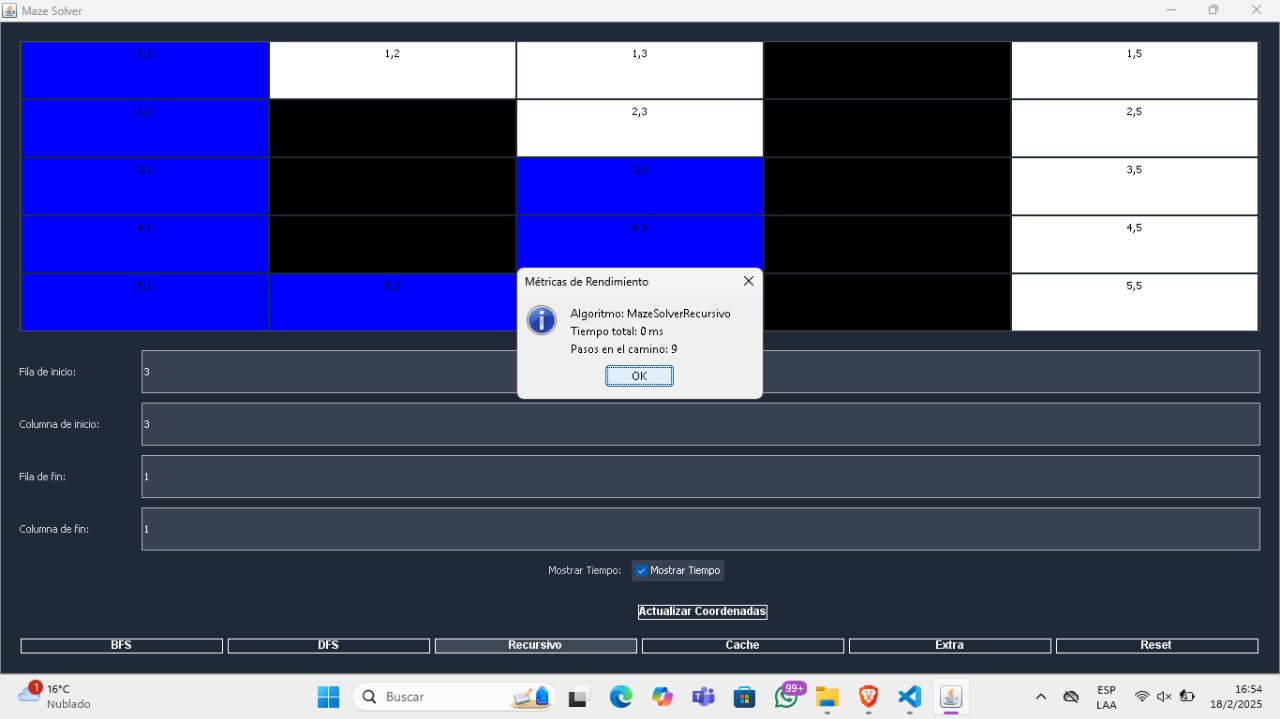 Maze Solver
1,1 1,2 1,3 1,5
2,1 2,3 2,5
3,1 3,3 3,5
4,1 4,3 4,5
5,1 5,2 5,5
Métricas de Rendimiento
Algoritmo: MazeSolverRecursivo
Tiempo total: 0 ms
Pasos en el camino: 9
OK
Fila de inicio: 3
Columna de inicio: 3
Fila de fin: 1
Columna de fin: 1
Mostrar Tiempo: Mostrar Tiempo
Actualizar Coordenadas
BFS DFS Recursivo Cache Extra Reset
1 16°C
Nublado
Buscar
99+
ESP
LAA
16:54
18/2/2025